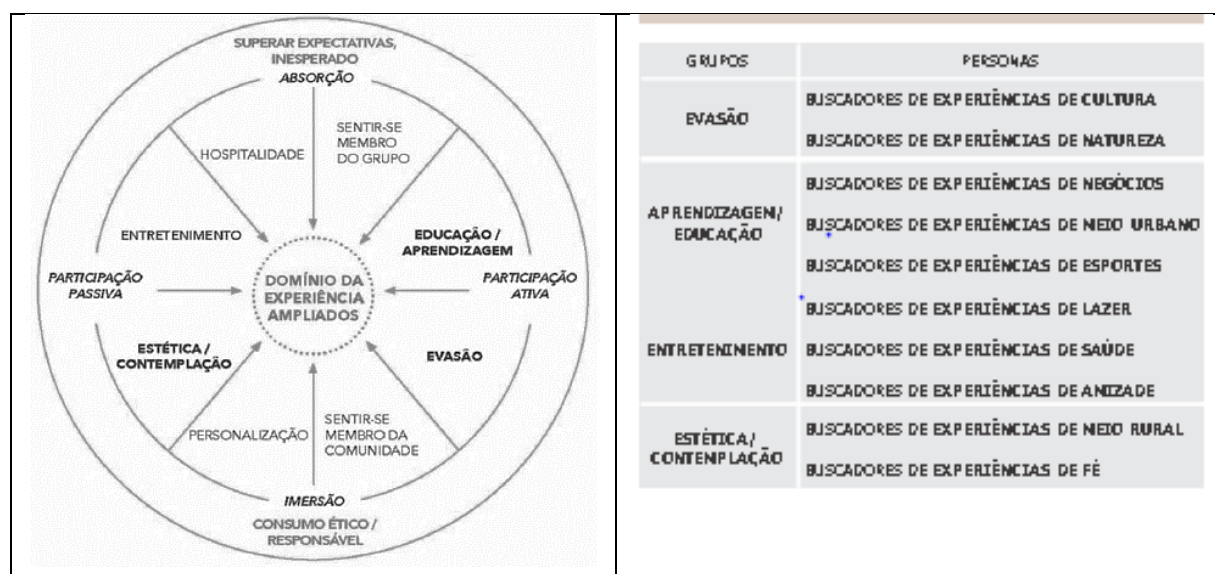 SUPERAR EXPECTATIVAS,
INESPERADO
ABSORÇÃO
HOSPITALIDADE
SENTIR-SE
MEMBRO
DO GRUPO
ENTRETENIMENTO
EDUCAÇÃO /
APRENDIZAGEM
PARTICIPAÇÃO
PASSIVA
DOMÍNIO DA
EXPERIÊNCIA
AMPLIADOS
PARTICIPAÇÃO
ATIVA
ESTÉTICA /
CONTEMPLAÇÃO
EVASÃO
PERSONALIZAÇÃO
SENTIR-SE
MEMBRO DA
COMUNIDADE
IMERSÃO
CONSUMO ÉTICO /
RESPONSÁVEL
GRUPOS
PERSONAS
EVASÃO
BUSCADORES DE EXPERIÊNCIAS DE CULTURA
BUSCADORES DE EXPERIÊNCIAS DE NATUREZA
APRENDIZAGEM/
EDUCAÇÃO
BUSCADORES DE EXPERIÊNCIAS DE NEGÓCIOS
BUSCADORES DE EXPERIÊNCIAS DE MEIO URBANO
BUSCADORES DE EXPERIÊNCIAS DE ESPORTES
ENTRETENIMENTO
BUSCADORES DE EXPERIÊNCIAS DE LAZER
BUSCADORES DE EXPERIÊNCIAS DE SAÚDE
BUSCADORES DE EXPERIÊNCIAS DE AMIZADE
ESTÉTICA/
CONTEMPLAÇÃO
BUSCADORES DE EXPERIÊNCIAS DE MEIO RURAL
BUSCADORES DE EXPERIÊNCIAS DE FÉ